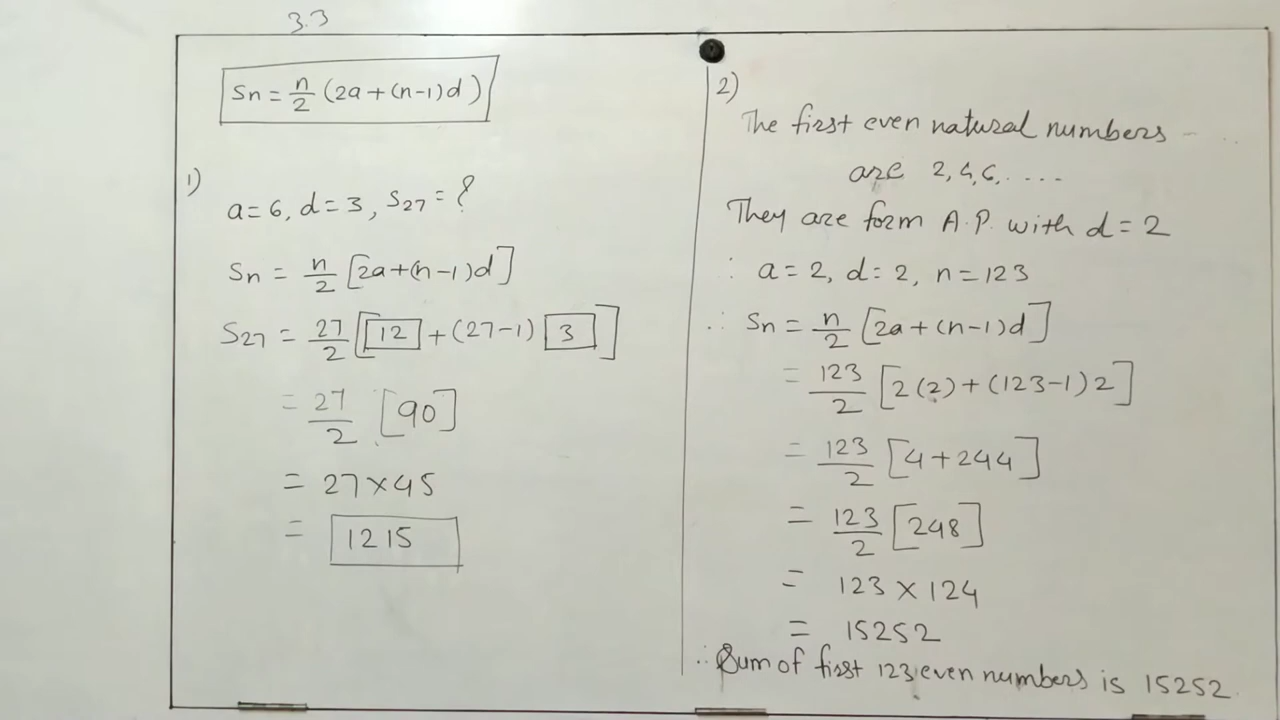 3.3
Sn = n/2 (2a+(n-1)d)
1)
a=6, d=3, S27=?
Sn = n/2 [2a+(n-1)d]
S27 = 27/2 [12 + (27-1) 3]
= 27/2 [90]
= 27×45
= 1215
2)
The first even natural numbers - ...
are 2,4,6, ....
They are form A.P. with d=2
∴ a=2, d=2, n=123
∴ Sn = n/2 [2a+(n-1)d]
= 123/2 [2(2)+(123-1)2]
= 123/2 [4+244]
= 123/2 [248]
= 123 × 124
= 15252
∴ Sum of first 123 even numbers is 15252.